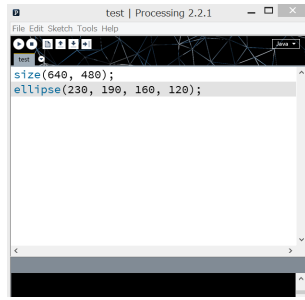 test | Processing 2.2.1
File Edit Sketch Tools Help
Java
test
size(640, 480);
ellipse(230, 190, 160, 120);